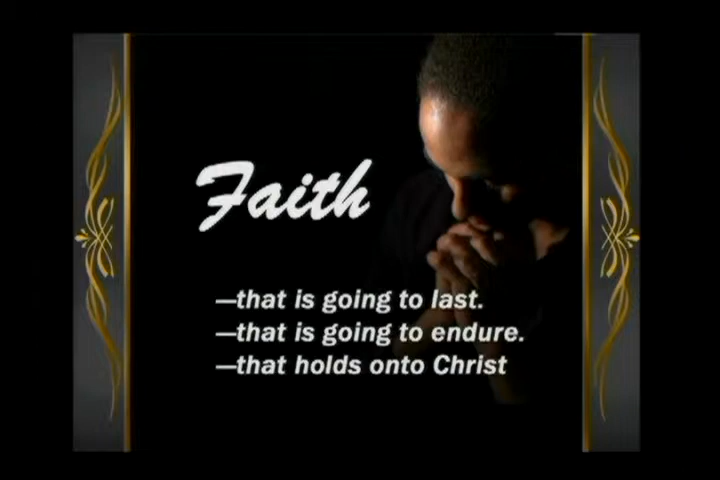 Faith
—that is going to last.
—that is going to endure.
—that holds onto Christ